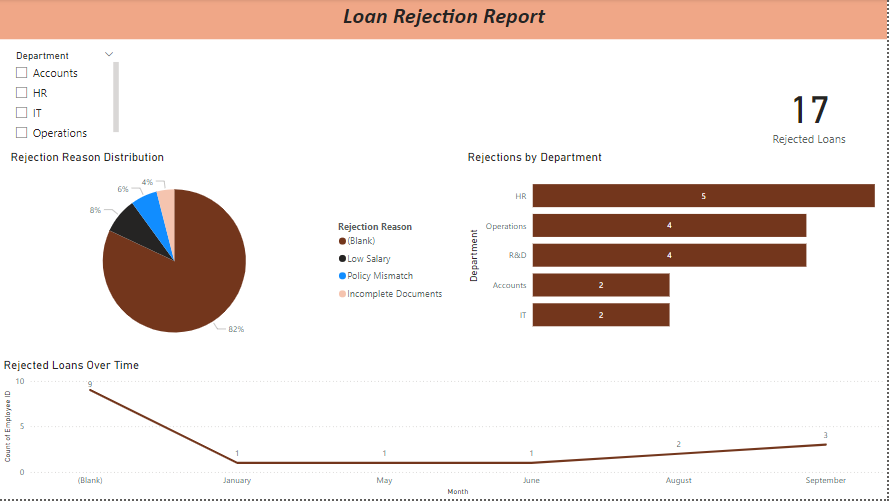 Loan Rejection Report
Department
Accounts
HR
IT
Operations
17
Rejected Loans
Rejection Reason Distribution
4%
6%
8%
82%
Rejection Reason
(Blank)
Low Salary
Policy Mismatch
Incomplete Documents
Rejections by Department
Department
HR 5
Operations 4
R&D 4
Accounts 2
IT 2
Rejected Loans Over Time
Count of Employee ID
10
5
0
9 1 1 1 2 3
(Blank) January May June August September
Month